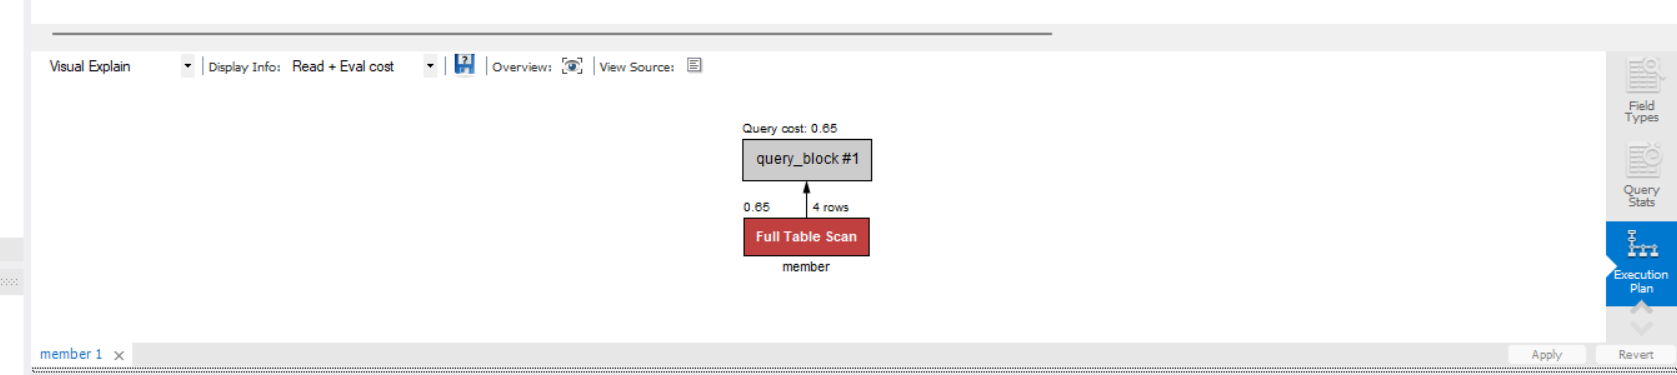 Visual Explain
Display Info:
Read + Eval cost
Overview:
View Source:
Field
Types
Query cost: 0.65
query_block #1
Query
Stats
0.65
4 rows
Full Table Scan
member
Execution
Plan
member 1
Apply
Revert